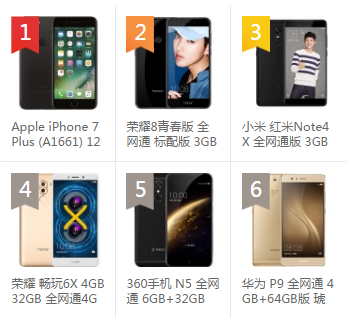 1
Apple iPhone 7
Plus (A1661) 12
2
荣耀8青春版 全
网通 标配版 3GB
3
小米 红米Note4
X 全网通版 3GB
4
荣耀 畅玩6X 4GB
32GB 全网通4G
5
360手机 N5 全网
通 6GB+32GB
6
华为 P9 全网通 4
GB+64GB版 琥